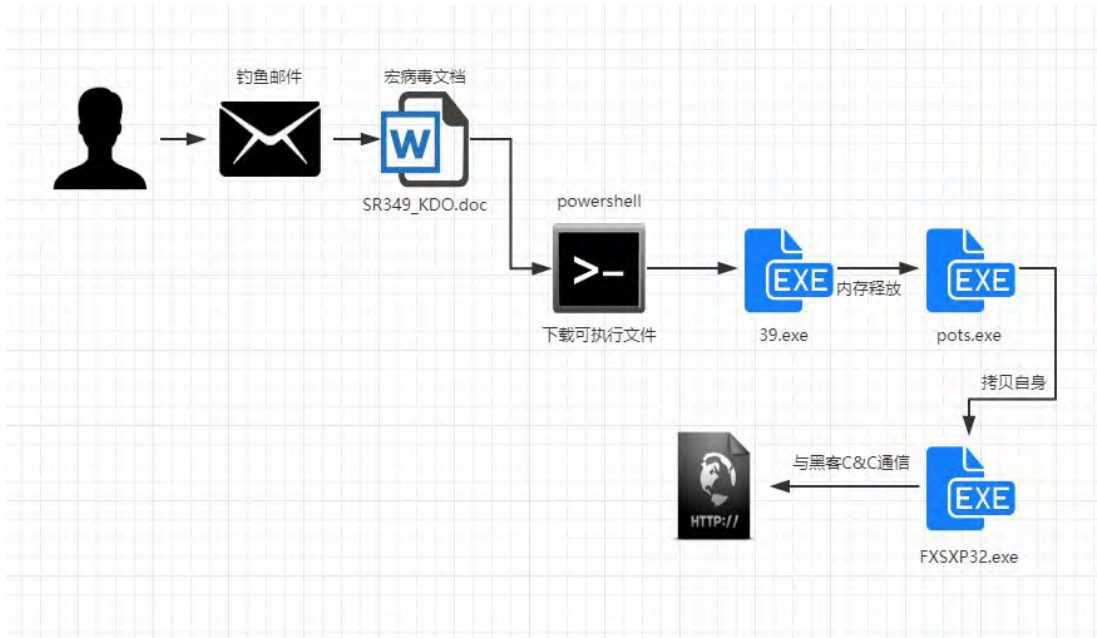 钓鱼邮件
宏病毒文档
W
SR349_KDO.doc
powershell
>–
下载可执行文件
EXE
39.exe
内存释放
EXE
pots.exe
拷贝自身
与黑客C&C通信
HTTP://
EXE
FXSXP32.exe